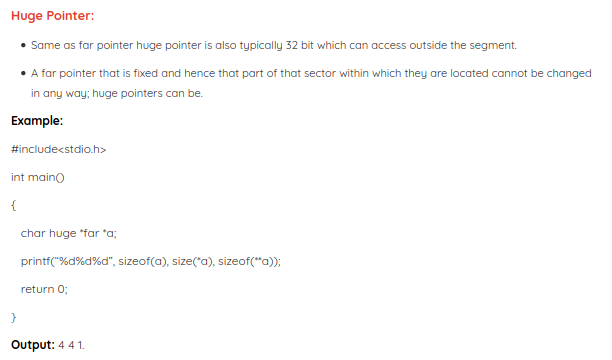 Huge Pointer:
• Same as far pointer huge pointer is also typically 32 bit which can access outside the segment.
• A far pointer that is fixed and hence that part of that sector within which they are located cannot be changed
in any way; huge pointers can be.
Example:
#include<stdio.h>
int main()
{
char huge *far *a;
printf("%d%d%d", sizeof(a), size(*a), sizeof(**a));
return 0;
}
Output: 4 4 1.